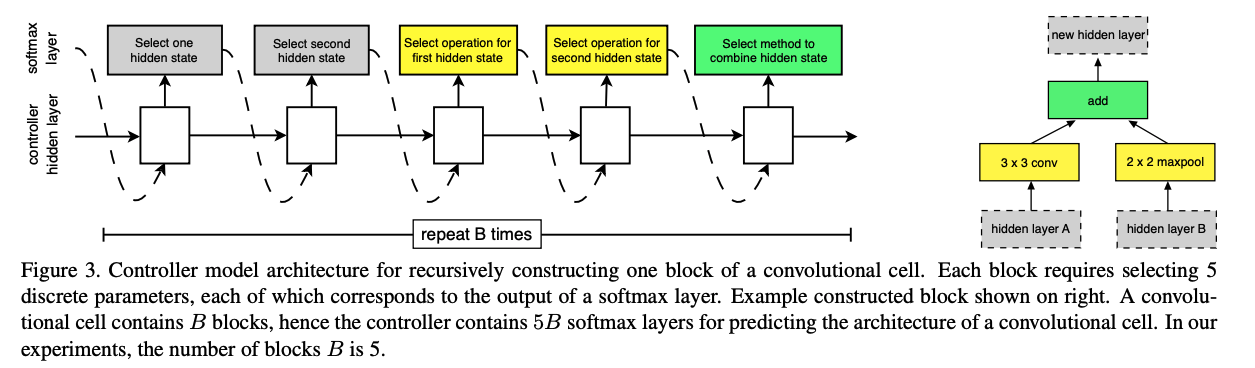 softmax
layer
controller
hidden layer
Select one
hidden state
Select second
hidden state
Select operation for
first hidden state
Select operation for
second hidden state
Select method to
combine hidden state
repeat B times
new hidden layer
add
3 x 3 conv
2 x 2 maxpool
hidden layer A
hidden layer B
Figure 3. Controller model architecture for recursively constructing one block of a convolutional cell. Each block requires selecting 5
discrete parameters, each of which corresponds to the output of a softmax layer. Example constructed block shown on right. A convolu-
tional cell contains B blocks, hence the controller contains 5B softmax layers for predicting the architecture of a convolutional cell. In our
experiments, the number of blocks B is 5.